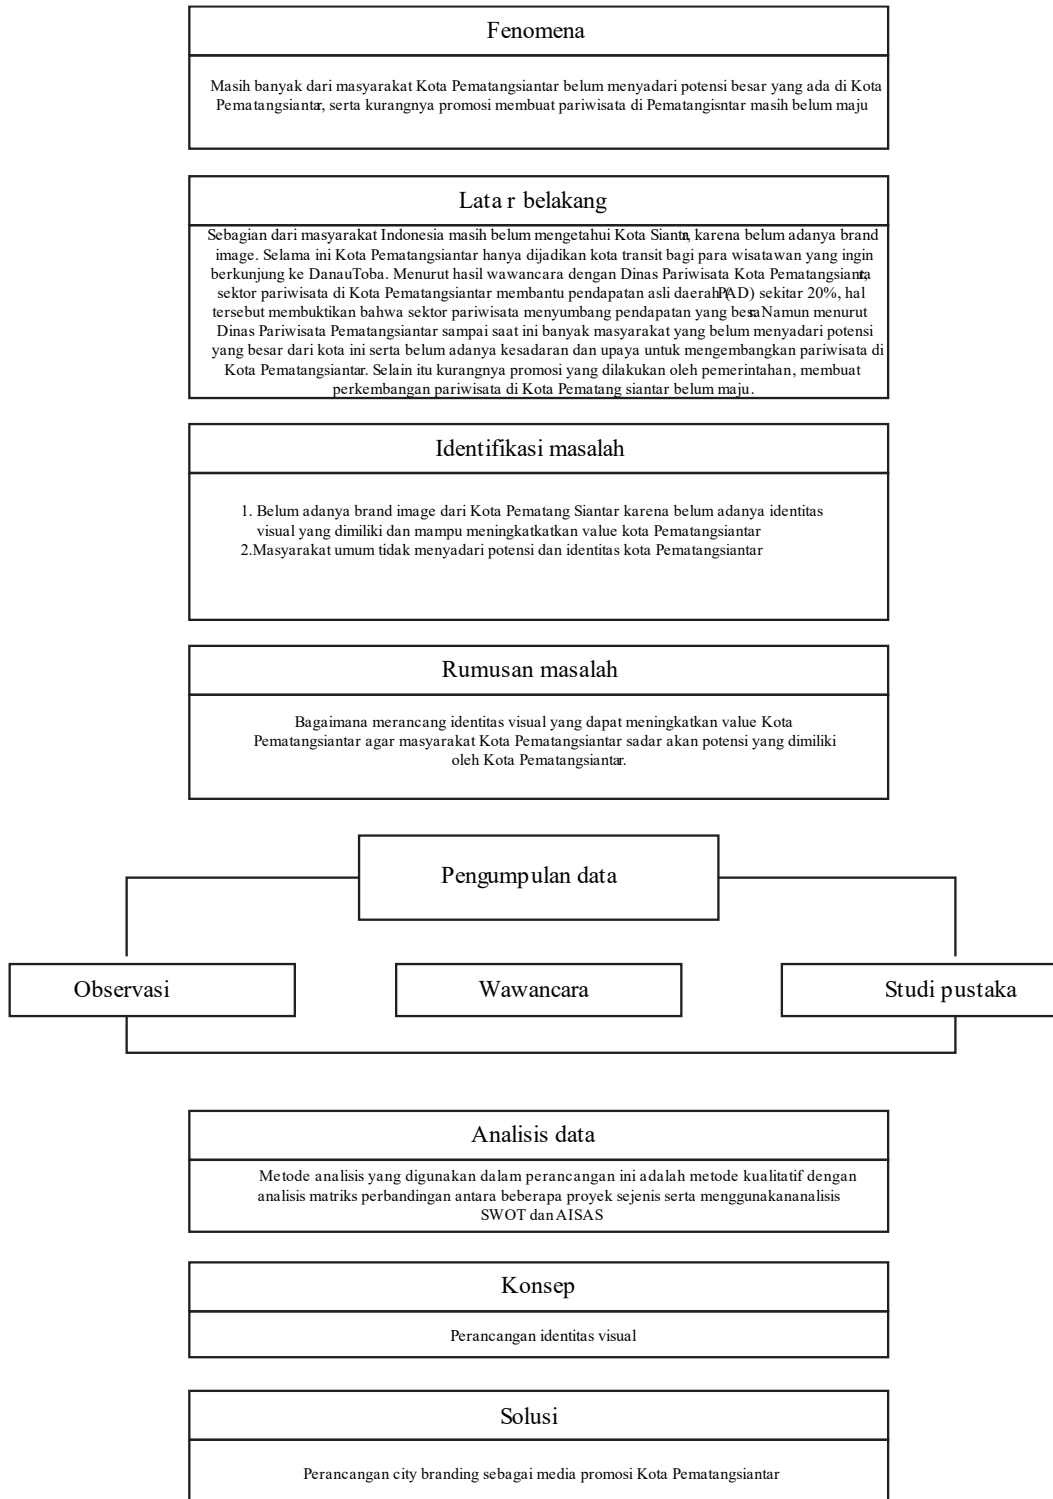 Fenomena
Masih banyak dari masyarakat Kota Pematangsiantar belum menyadari potensi besar yang ada di Kota
Pematangsiantar, serta kurangnya promosi membuat pariwisata di Pematangisntar masih belum maju
Latar belakang
Sebagian dari masyarakat Indonesia masih belum mengetahui Kota Siantar, karena belum adanya brand
image. Selama ini Kota Pematangsiantar hanya dijadikan kota transit bagi para wisatawan yang ingin
berkunjung ke Danau Toba. Menurut hasil wawancara dengan Dinas Pariwisata Kota Pematangsiantar,
sektor pariwisata di Kota Pematangsiantar membantu pendapatan asli daerah (PAD) sekitar 20%, hal
tersebut membuktikan bahwa sektor pariwisata menyumbang pendapatan yang besar. Namun menurut
Dinas Pariwisata Pematangsiantar sampai saat ini banyak masyarakat yang belum menyadari potensi
yang besar dari kota ini serta belum adanya kesadaran dan upaya untuk mengembangkan pariwisata di
Kota Pematangsiantar. Selain itu kurangnya promosi yang dilakukan oleh pemerintahan, membuat
perkembangan pariwisata di Kota Pematang siantar belum maju.
Identifikasi masalah
1. Belum adanya brand image dari Kota Pematang Siantar karena belum adanya identitas
visual yang dimiliki dan mampu meningkatkatkan value kota Pematangsiantar
2.Masyarakat umum tidak menyadari potensi dan identitas kota Pematangsiantar
Rumusan masalah
Bagaimana merancang identitas visual yang dapat meningkatkan value Kota
Pematangsiantar agar masyarakat Kota Pematangsiantar sadar akan potensi yang dimiliki
oleh Kota Pematangsiantar.
Pengumpulan data
Observasi
Wawancara
Studi pustaka
Analisis data
Metode analisis yang digunakan dalam perancangan ini adalah metode kualitatif dengan
analisis matriks perbandingan antara beberapa proyek sejenis serta menggunakananalisis
SWOT dan AISAS
Konsep
Perancangan identitas visual
Solusi
Perancangan city branding sebagai media promosi Kota Pematangsiantar